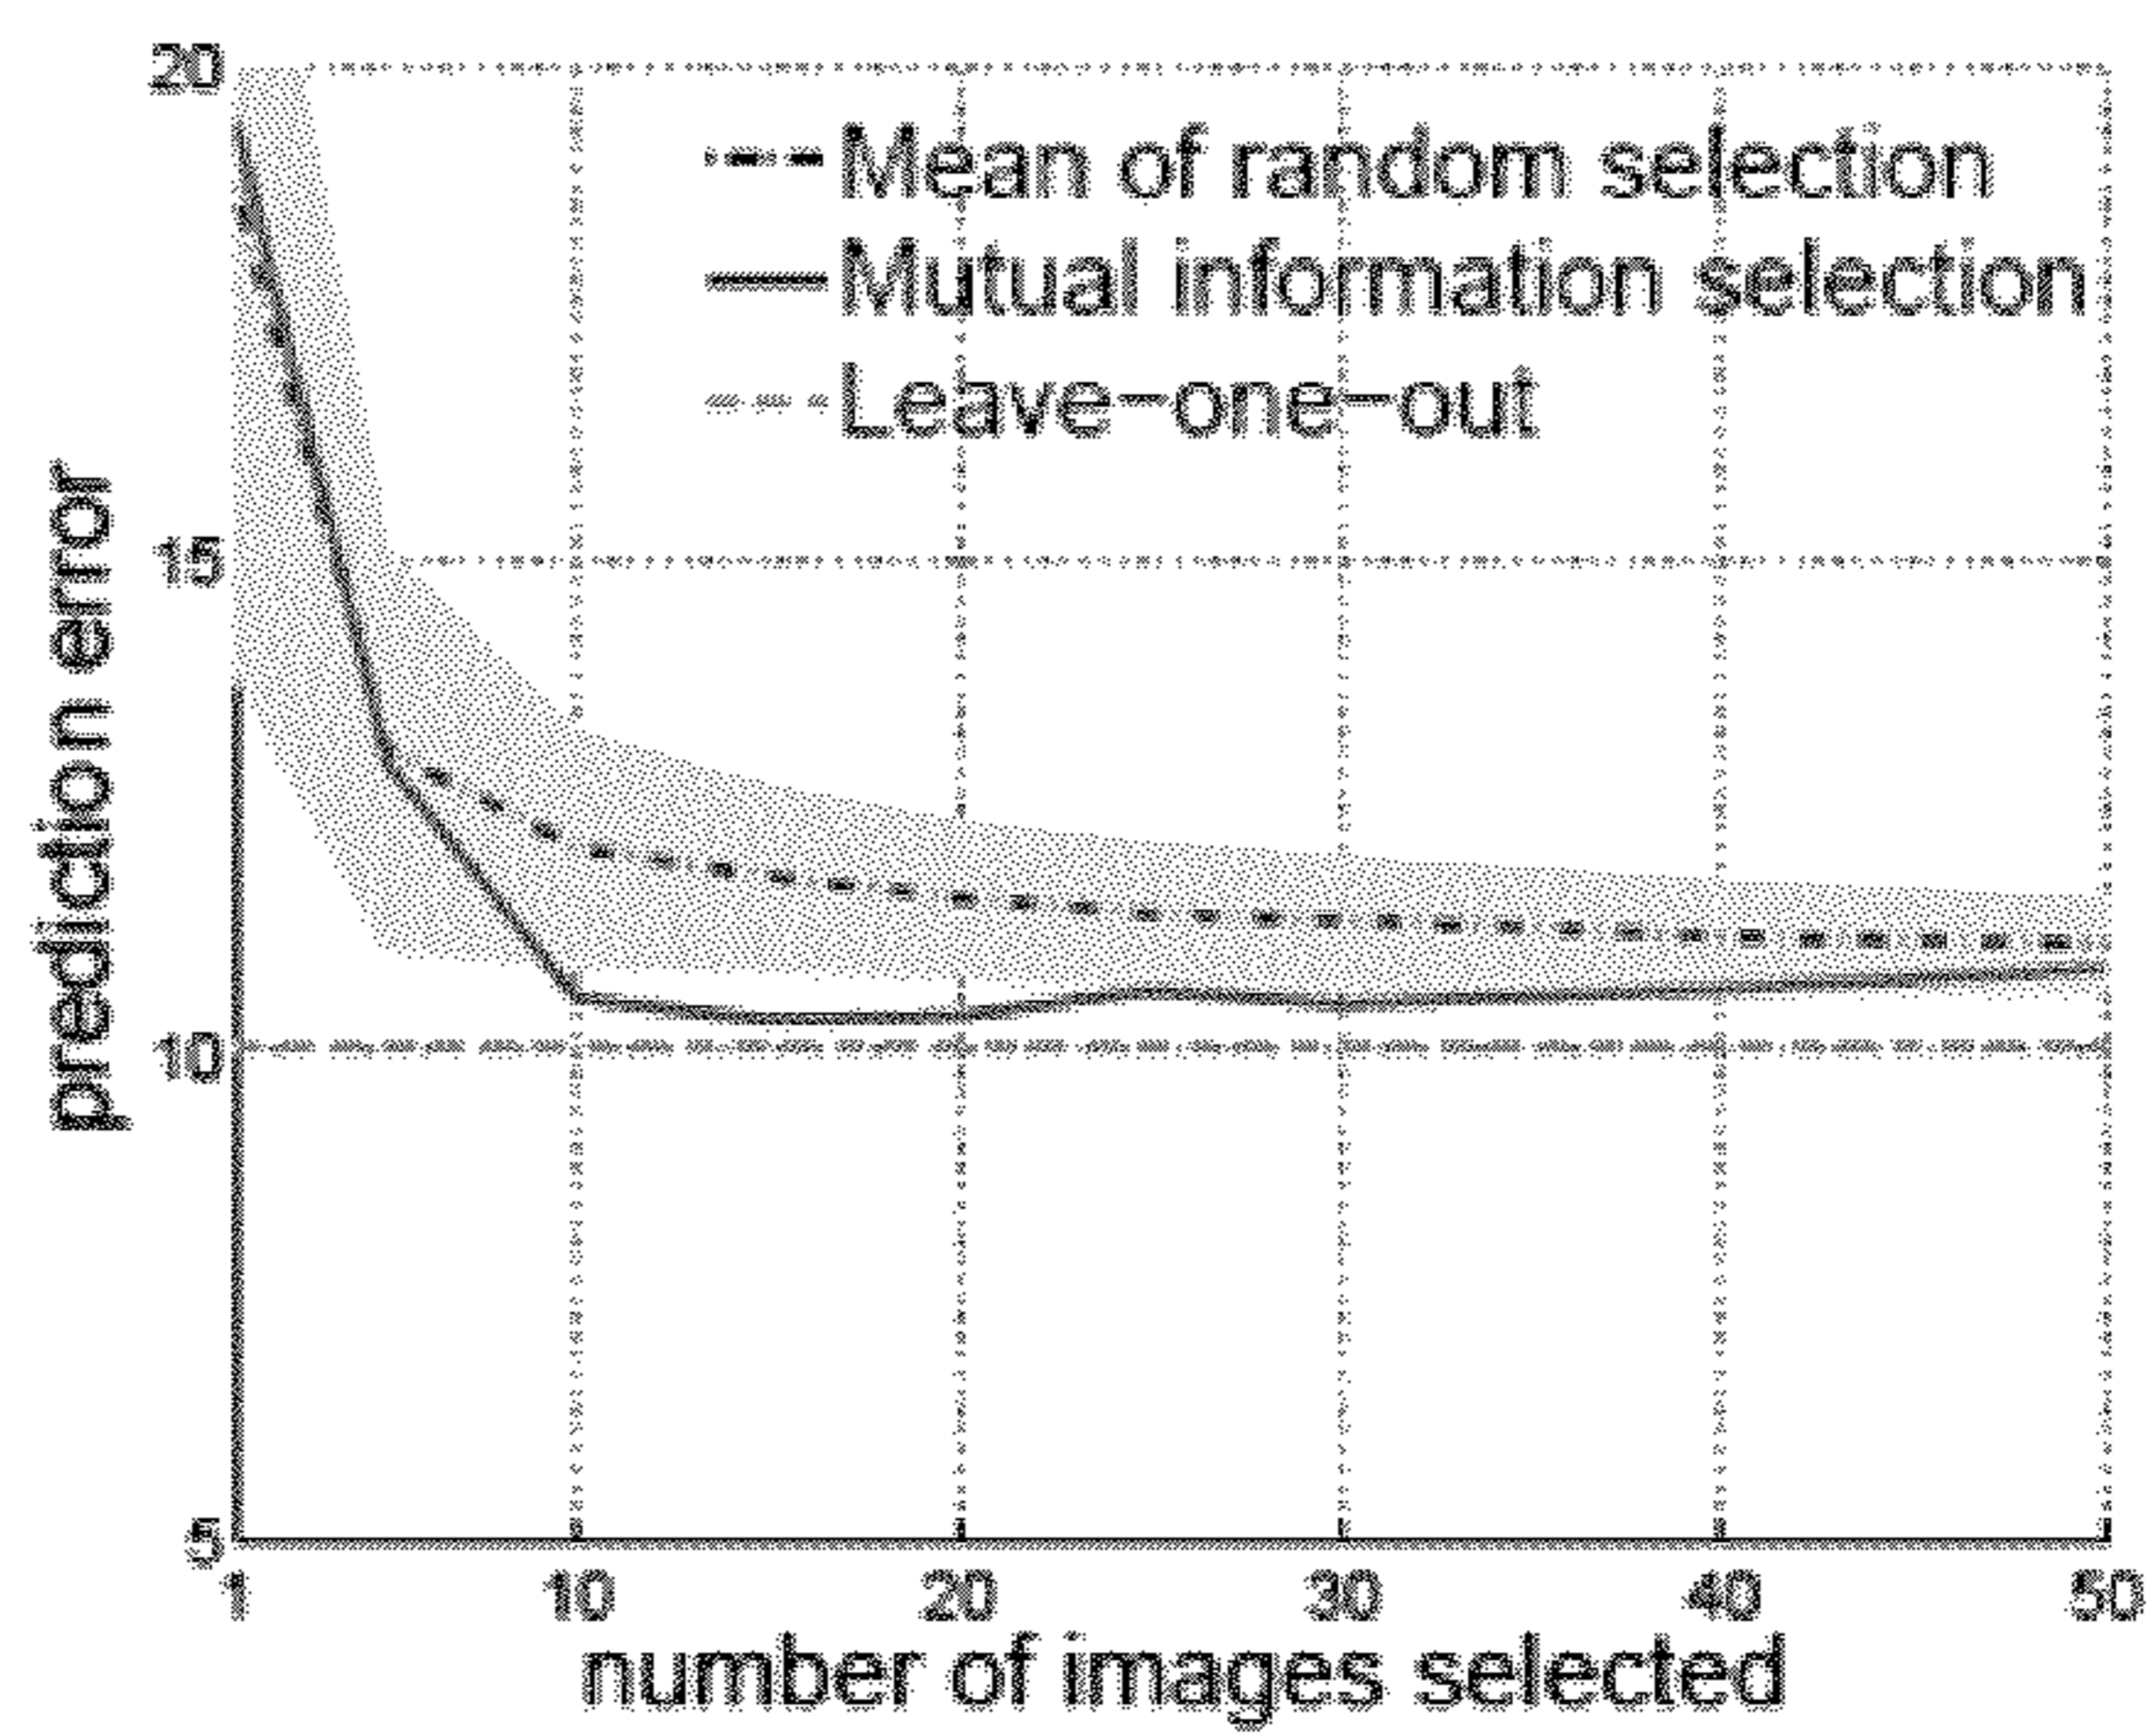 20
Mean of random selection
Mutual information selection
Leave-one-out
15
prediction error
10
5
1 10 20 30 40 50
number of images selected